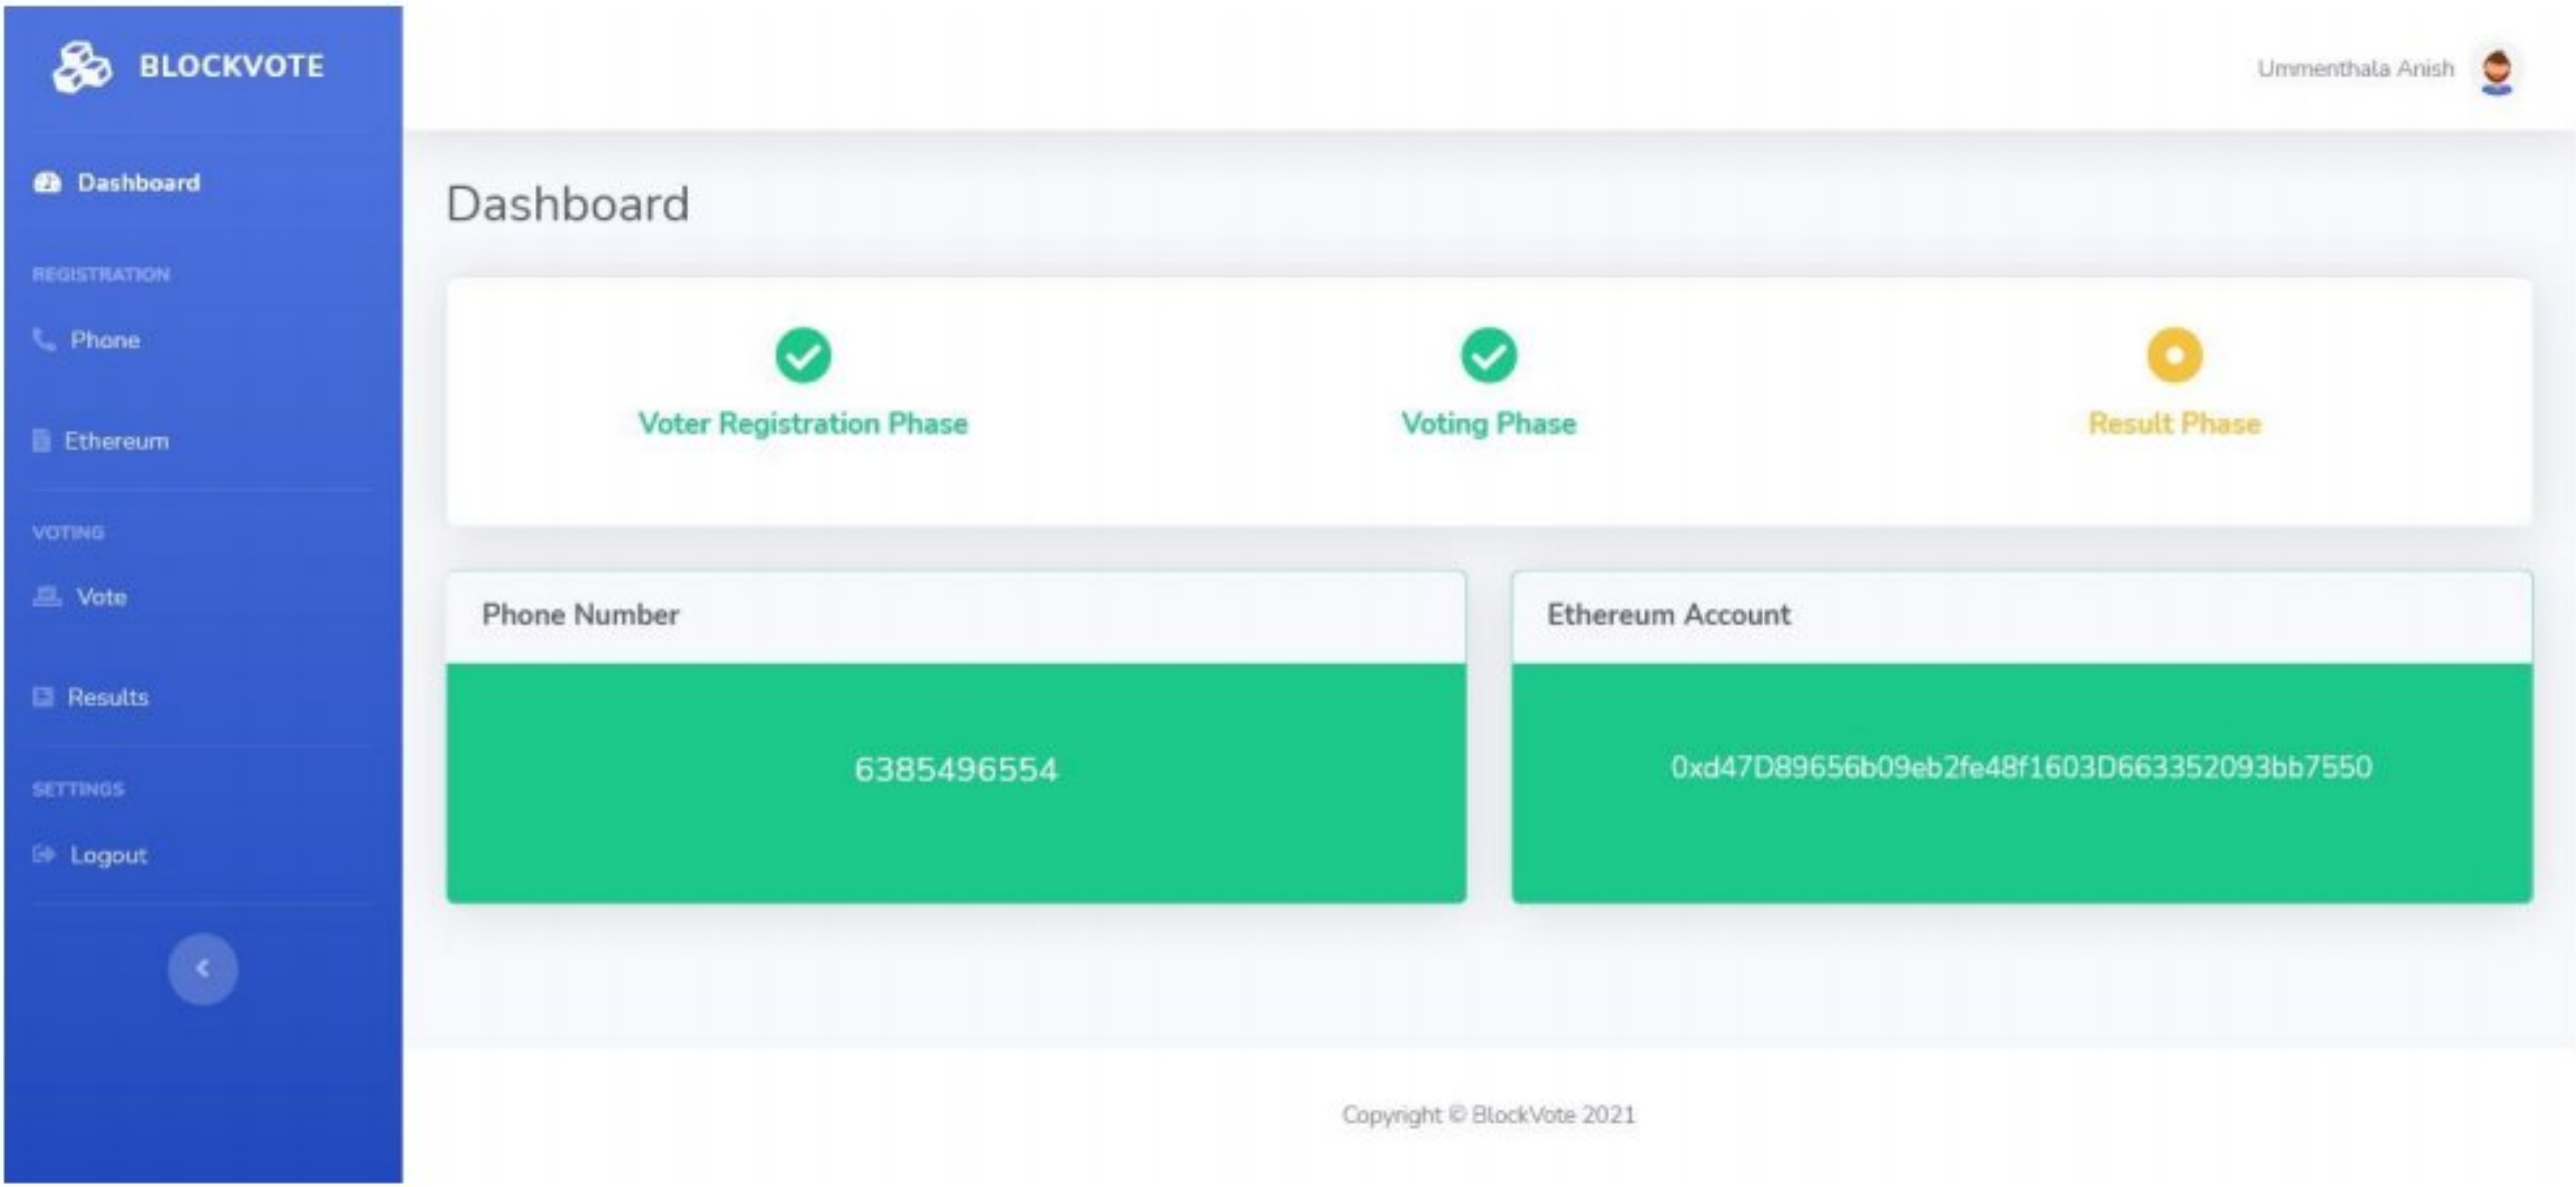 BLOCKVOTE
Ummenthala Anish
Dashboard
REGISTRATION
Phone
Ethereum
VOTING
Vote
Results
SETTINGS
Logout
Dashboard
Voter Registration Phase
Voting Phase
Result Phase
Phone Number
6385496554
Ethereum Account
0xd47D89656b09eb2fe48f1603D663352093bb7550
Copyright © BlockVote 2021